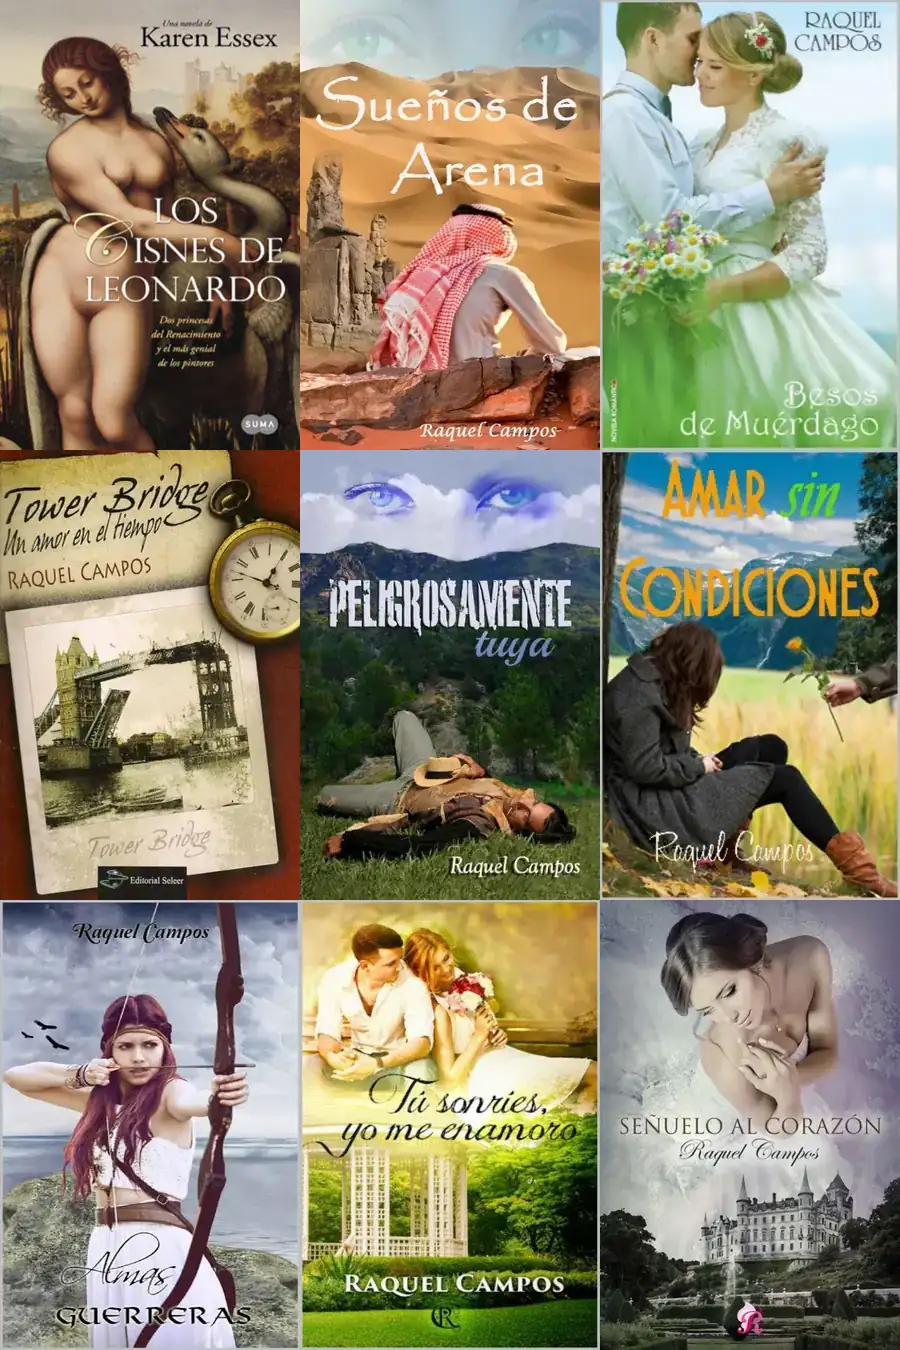 Una novela de
Karen Essex
LOS
CISNES DE
LEONARDO
Dos princesas
del Renacimiento
y el más genial
de los pintores
SUMA
Sueños de
Arena
Raquel Campos
RAQUEL
CAMPOS
NOVELA ROMÁNTICA
Besos
de Muérdago
Tower Bridge
Un amor en el tiempo
RAQUEL CAMPOS
Tower Bridge
Editorial Seleer
PELIGROSAMENTE
tuya
Raquel Campos
AMAR sin
CONDICIONES
Raquel Campos
Raquel Campos
Almas
GUERRERAS
Tú sonríes,
yo me enamoro
RAQUEL CAMPOS
CR
SEÑUELO AL CORAZÓN
Raquel Campos
R